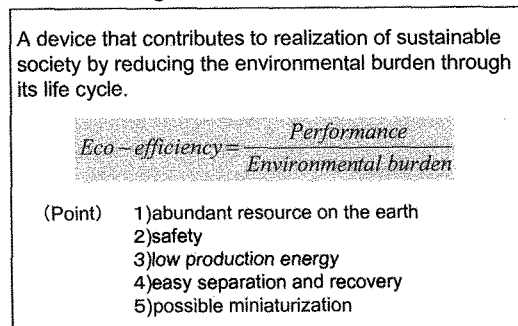 A device that contributes to realization of sustainable
society by reducing the environmental burden through
its life cycle.
Eco-efficiency = Performance / Environmental burden
(Point) 1)abundant resource on the earth
2)safety
3)low production energy
4)easy separation and recovery
5)possible miniaturization